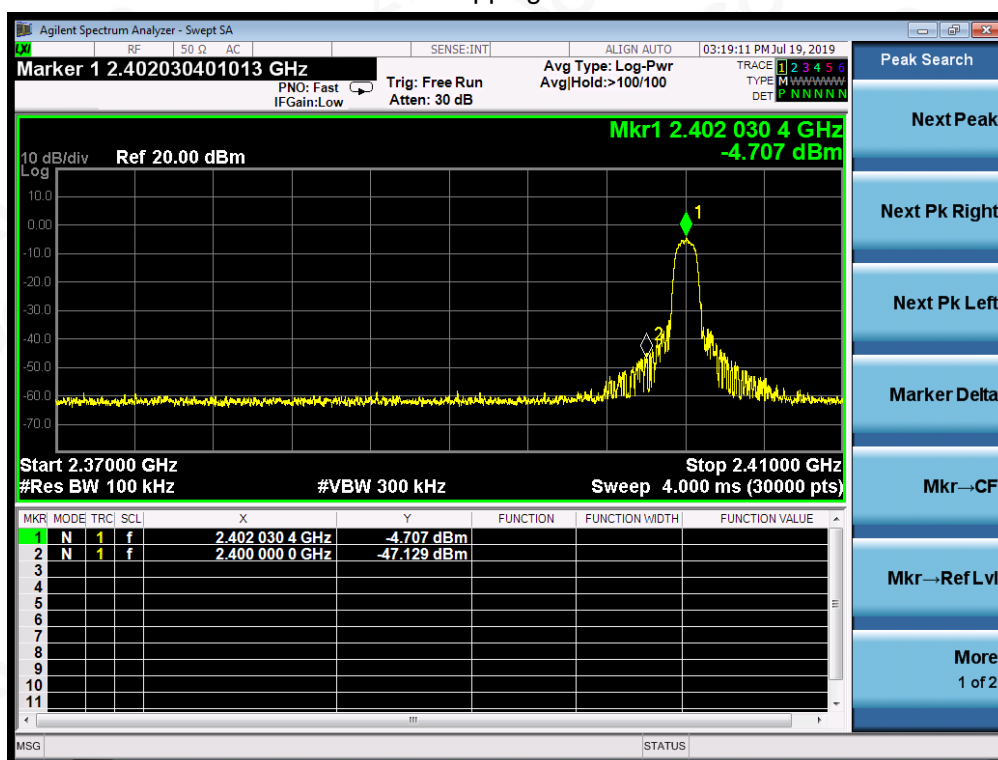 pping
Agilent Spectrum Analyzer - Swept SA
LXI RF 50 Ω AC SENSE:INT ALIGN AUTO 03:19:11 PM Jul 19, 2019
Marker 1 2.402030401013 GHz
PNO: Fast
IFGain:Low
Trig: Free Run
Atten: 30 dB
Avg Type: Log-Pwr
Avg|Hold:>100/100
TRACE 1 2 3 4 5 6
TYPE M WWWWW
DET P N N N N N
Mkr1 2.402 030 4 GHz
-4.707 dBm
10 dB/div Ref 20.00 dBm
Log
10.0
0.00
-10.0
-20.0
-30.0
-40.0
-50.0
-60.0
-70.0
1
2
Start 2.37000 GHz Stop 2.41000 GHz
#Res BW 100 kHz #VBW 300 kHz Sweep 4.000 ms (30000 pts)
MKR MODE TRC SCL X Y FUNCTION FUNCTION WIDTH FUNCTION VALUE
1 N 1 f 2.402 030 4 GHz -4.707 dBm
2 N 1 f 2.400 000 0 GHz -47.129 dBm
3
4
5
6
7
8
9
10
11
MSG STATUS
Peak Search
Next Peak
Next Pk Right
Next Pk Left
Marker Delta
Mkr→CF
Mkr→Ref Lvl
More
1 of 2